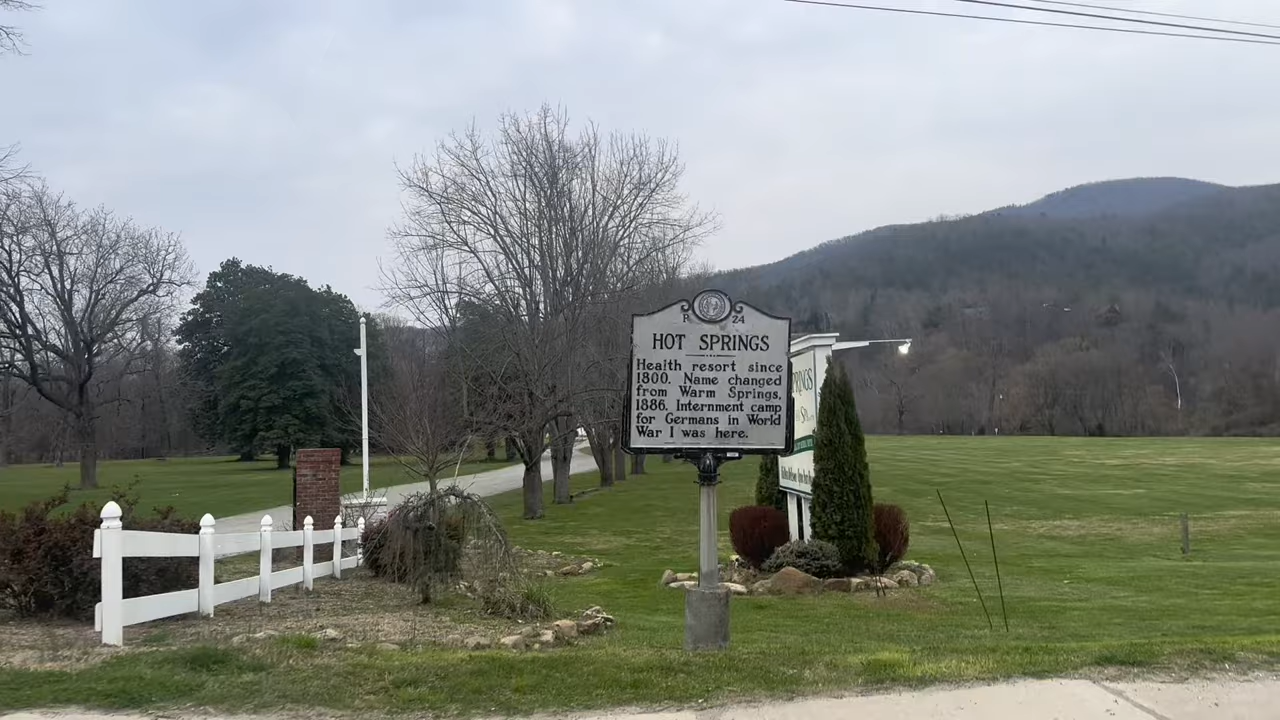 P 24
HOT SPRINGS
Health resort since
1800. Name changed
from Warm Springs,
1886. Internment camp
for Germans in World
War I was here.